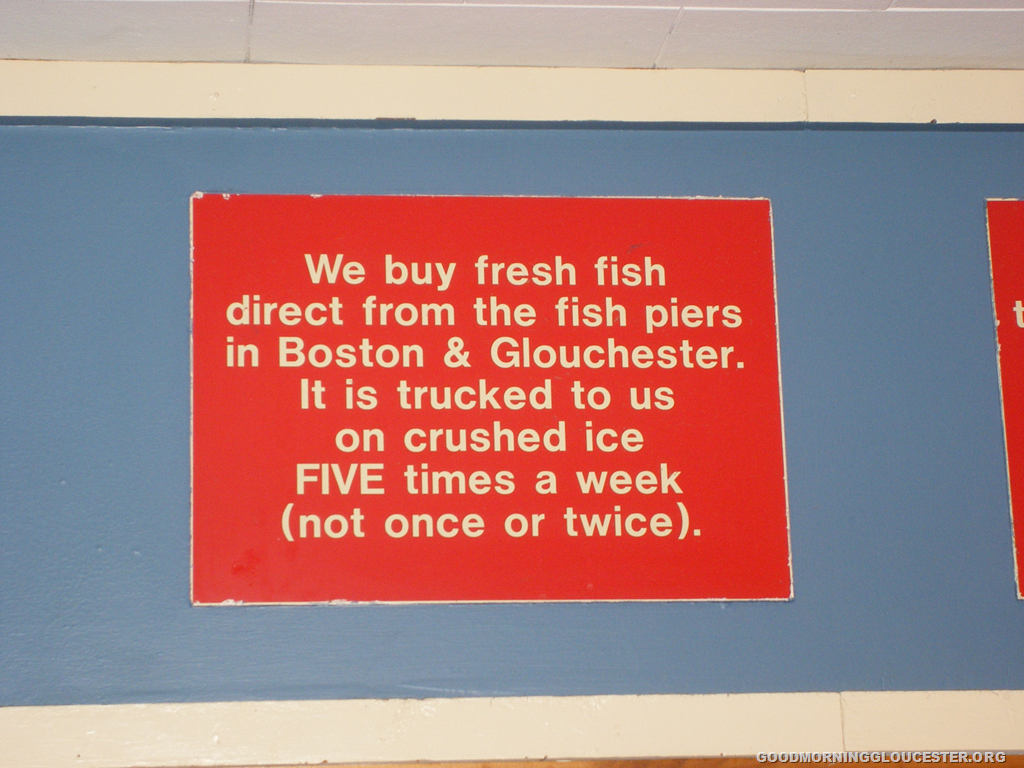 We buy fresh fish
direct from the fish piers
in Boston & Glouchester.
It is trucked to us
on crushed ice
FIVE times a week
(not once or twice).
t
GOODMORNINGGLOUCESTER.ORG